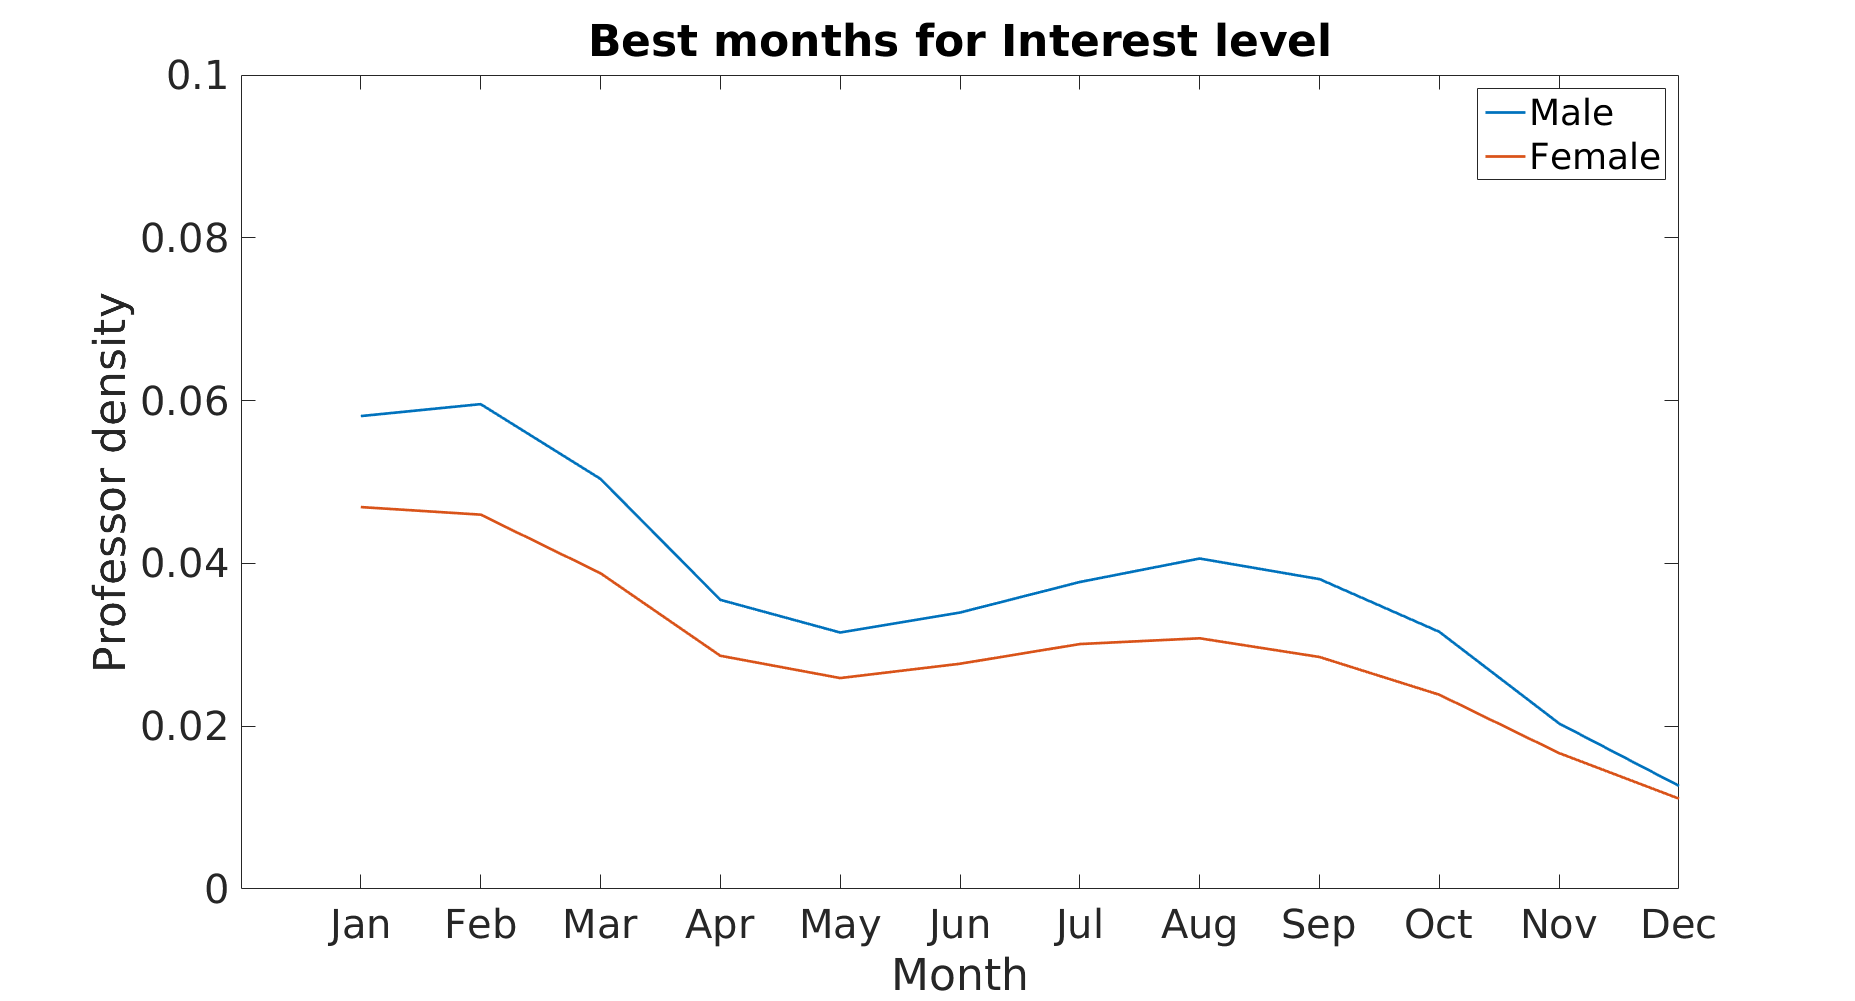 Best months for Interest level
0.1
0.08
0.06
0.04
0.02
0
Professor density
Male
Female
Jan Feb Mar Apr May Jun Jul Aug Sep Oct Nov Dec
Month